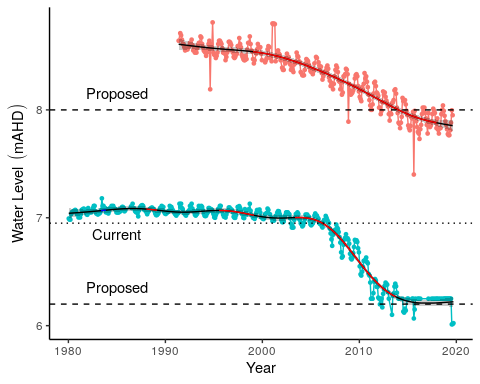 Proposed
8
7
Current
Proposed
6
Water Level (mAHD)
1980 1990 2000 2010 2020
Year